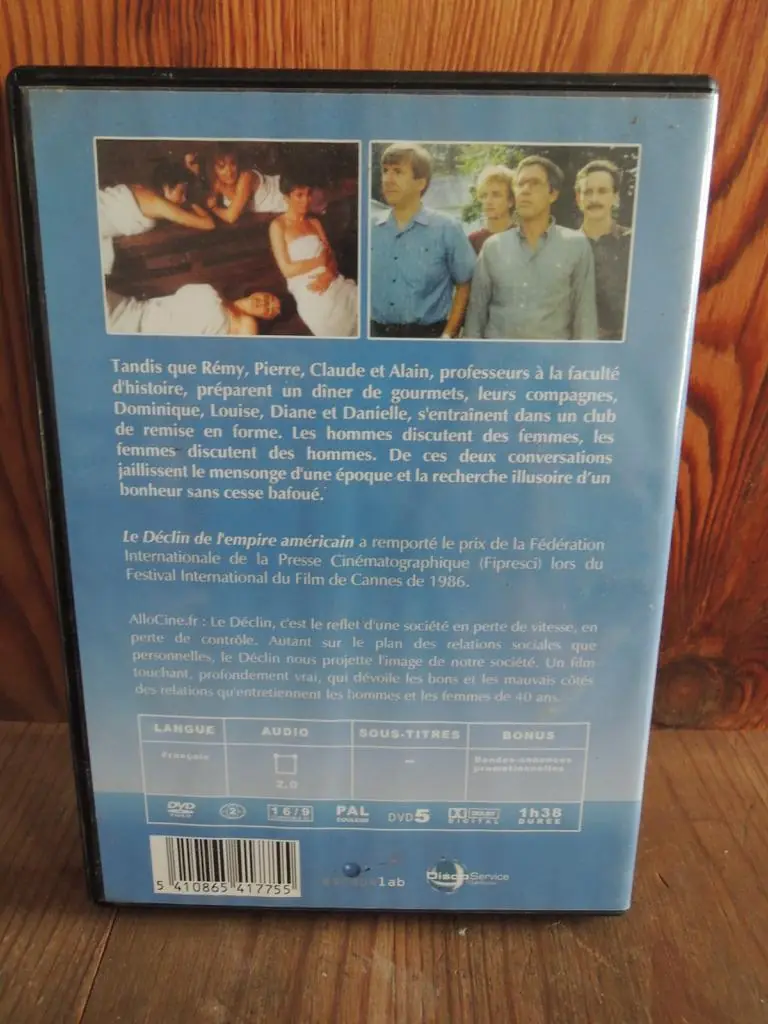 Tandis que Rémy, Pierre, Claude et Alain, professeurs à la faculté
d'histoire, préparent un dîner de gourmets, leurs compagnes,
Dominique, Louise, Diane et Danielle, s'entraînent dans un club
de remise en forme. Les hommes discutent des femmes, les
femmes discutent des hommes. De ces deux conversations
jaillissent le mensonge d'une époque et la recherche illusoire d'un
bonheur sans cesse bafoué.
Le Déclin de l'empire américain a remporté le prix de la Fédération
Internationale de la Presse Cinématographique (Fipresci) lors du
Festival International du Film de Cannes de 1986.
AlloCine.fr : Le Déclin, c'est le reflet d'une société en perte de vitesse, en
perte de contrôle. Autant sur le plan des relations sociales que
personnelles, le Déclin nous projette l'image de notre société. Un film
touchant, profondement vrai, qui dévoile les bons et les mauvais côtés
des relations qu'entretiennent les hommes et les femmes de 40 ans.
LANGUE AUDIO SOUS-TITRES BONUS
Français 2.0 - Bandes-annonces
promotionnelles
DVD VIDEO 2 16/9 PAL COULEUR DVD5 DOLBY DIGITAL 1h38 DURÉE
5 410865 417755
lab
Disco Service